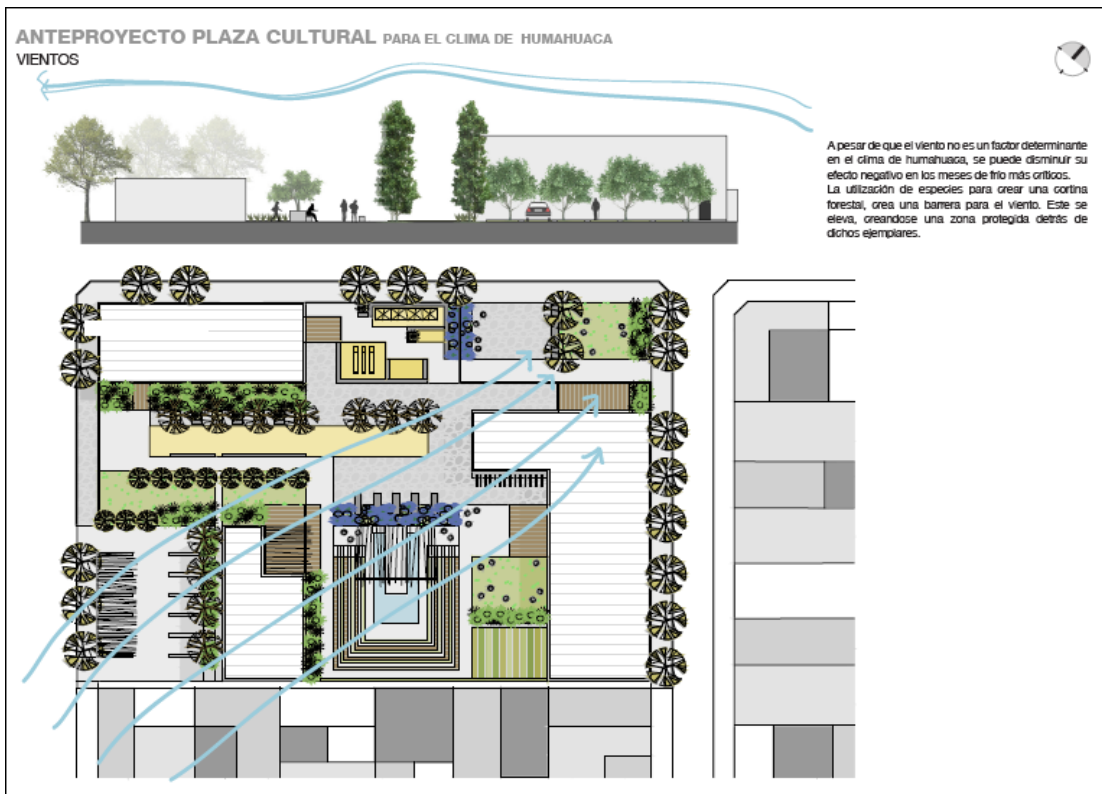 ANTEPROYECTO PLAZA CULTURAL PARA EL CLIMA DE HUMAHUACA
VIENTOS
A pesar de que el viento no es un factor determinante
en el clima de humahuaca, se puede disminuir su
efecto negativo en los meses de frío más críticos.
La utilización de especies para crear una cortina
forestal, crea una barrera para el viento. Este se
eleva, creandose una zona protegida detrás de
dichos ejemplares.